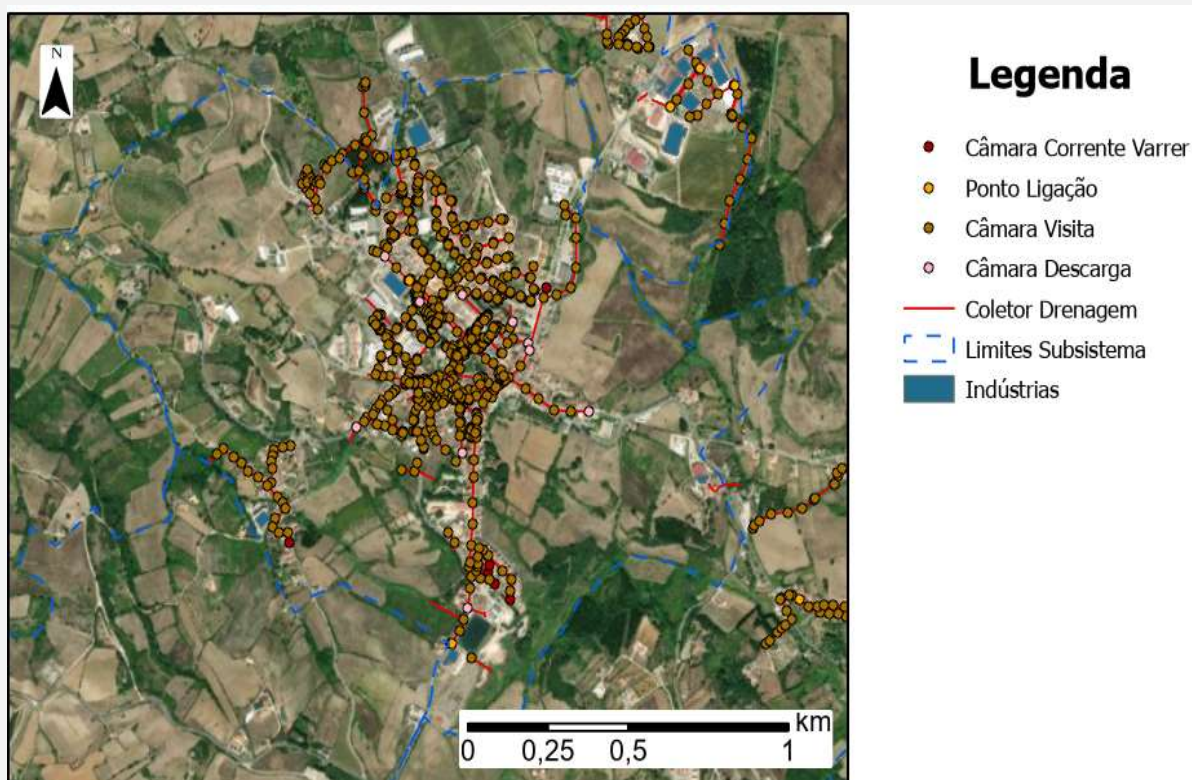 N
km
0 0,25 0,5 1
Legenda
Câmara Corrente Varrer
Ponto Ligação
Câmara Visita
Câmara Descarga
Coletor Drenagem
Limites Subsistema
Indústrias